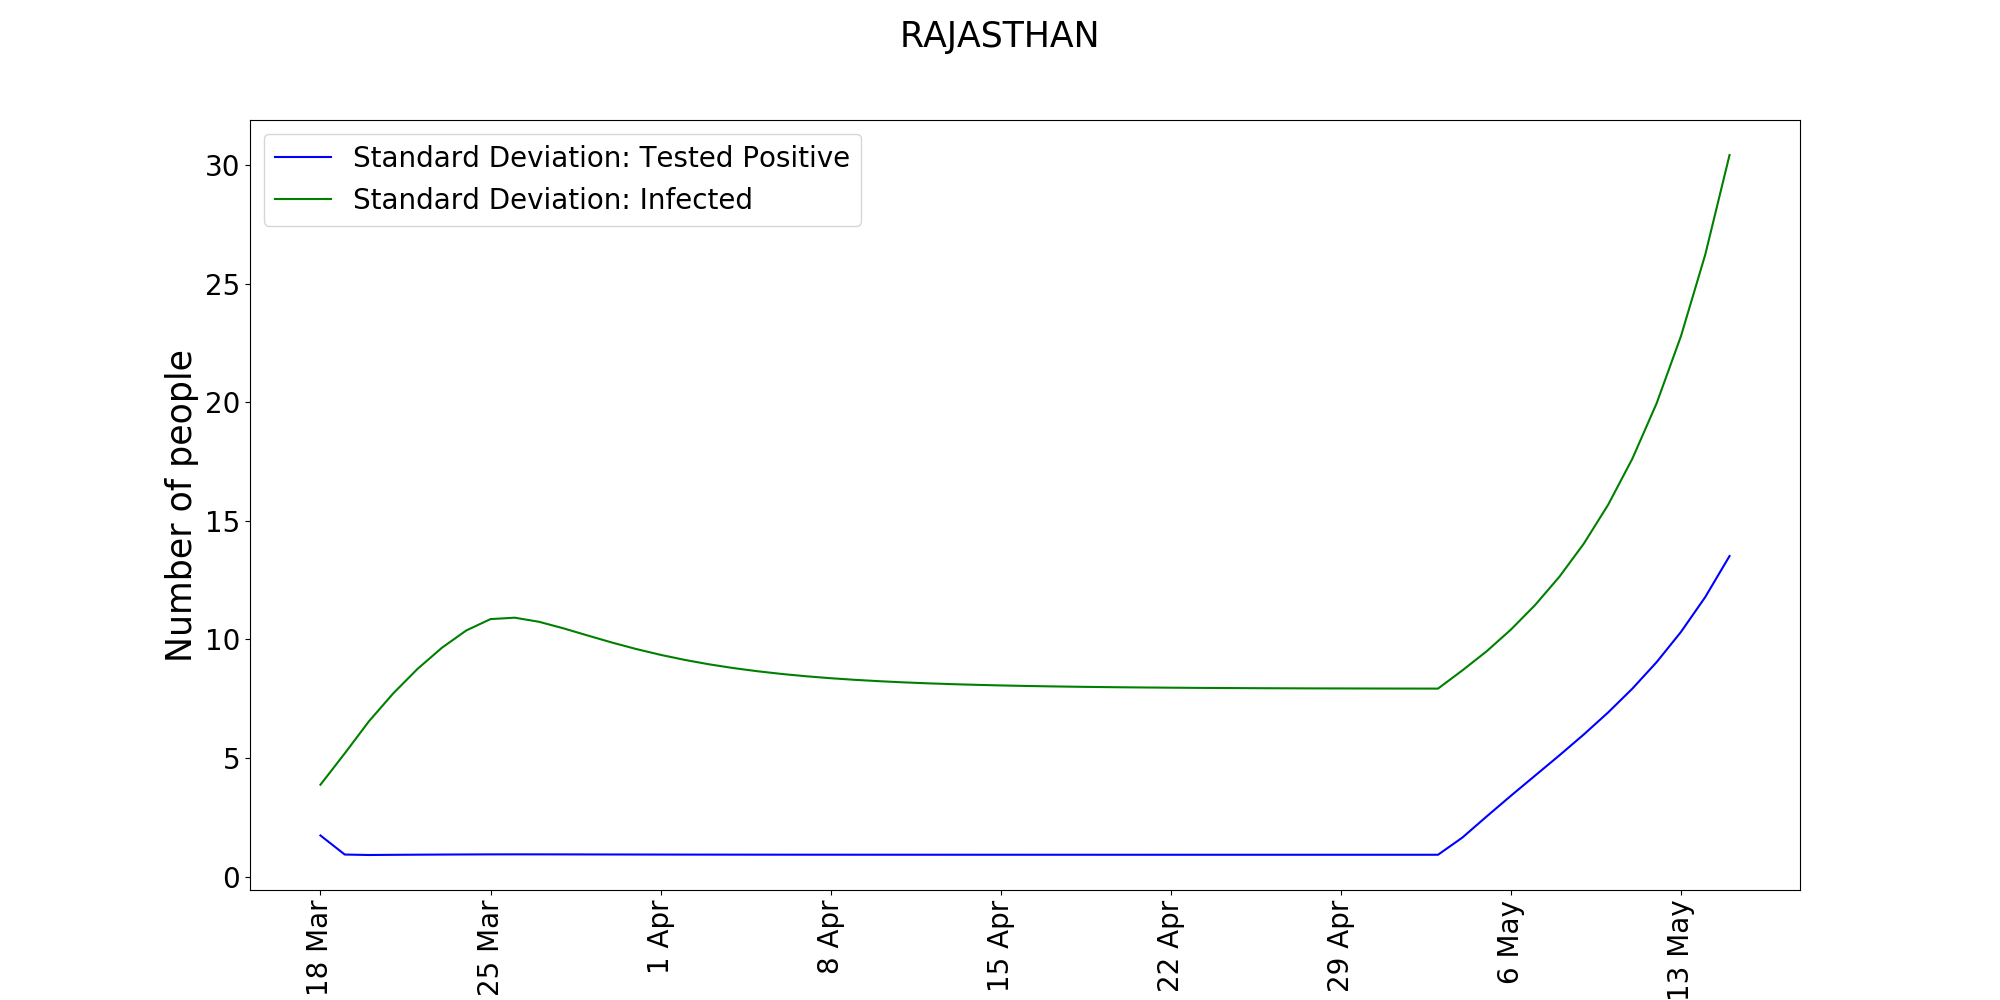 RAJASTHAN
Standard Deviation: Tested Positive
Standard Deviation: Infected
Number of people
30
25
20
15
10
5
0
18 Mar
25 Mar
1 Apr
8 Apr
15 Apr
22 Apr
29 Apr
6 May
13 May